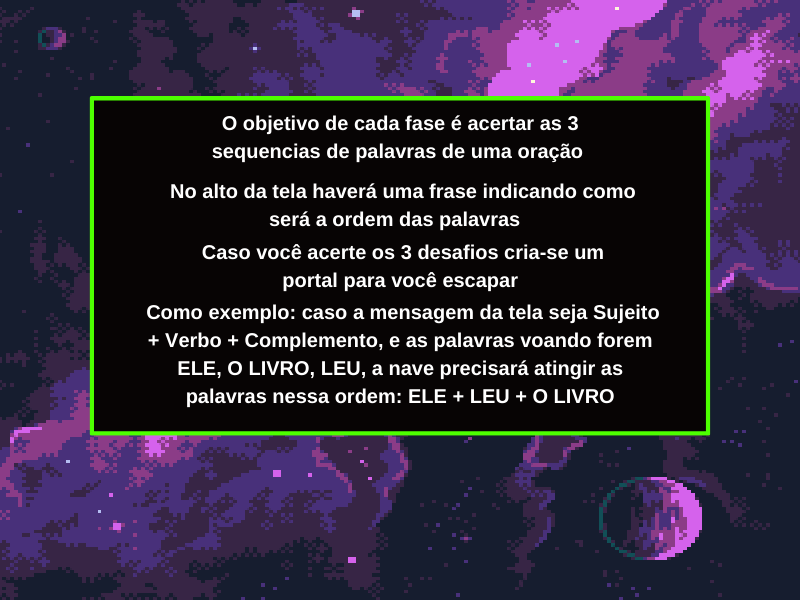 O objetivo de cada fase é acertar as 3
sequencias de palavras de uma oração
No alto da tela haverá uma frase indicando como
será a ordem das palavras
Caso você acerte os 3 desafios cria-se um
portal para você escapar
Como exemplo: caso a mensagem da tela seja Sujeito
+ Verbo + Complemento, e as palavras voando forem
ELE, O LIVRO, LEU, a nave precisará atingir as
palavras nessa ordem: ELE + LEU + O LIVRO